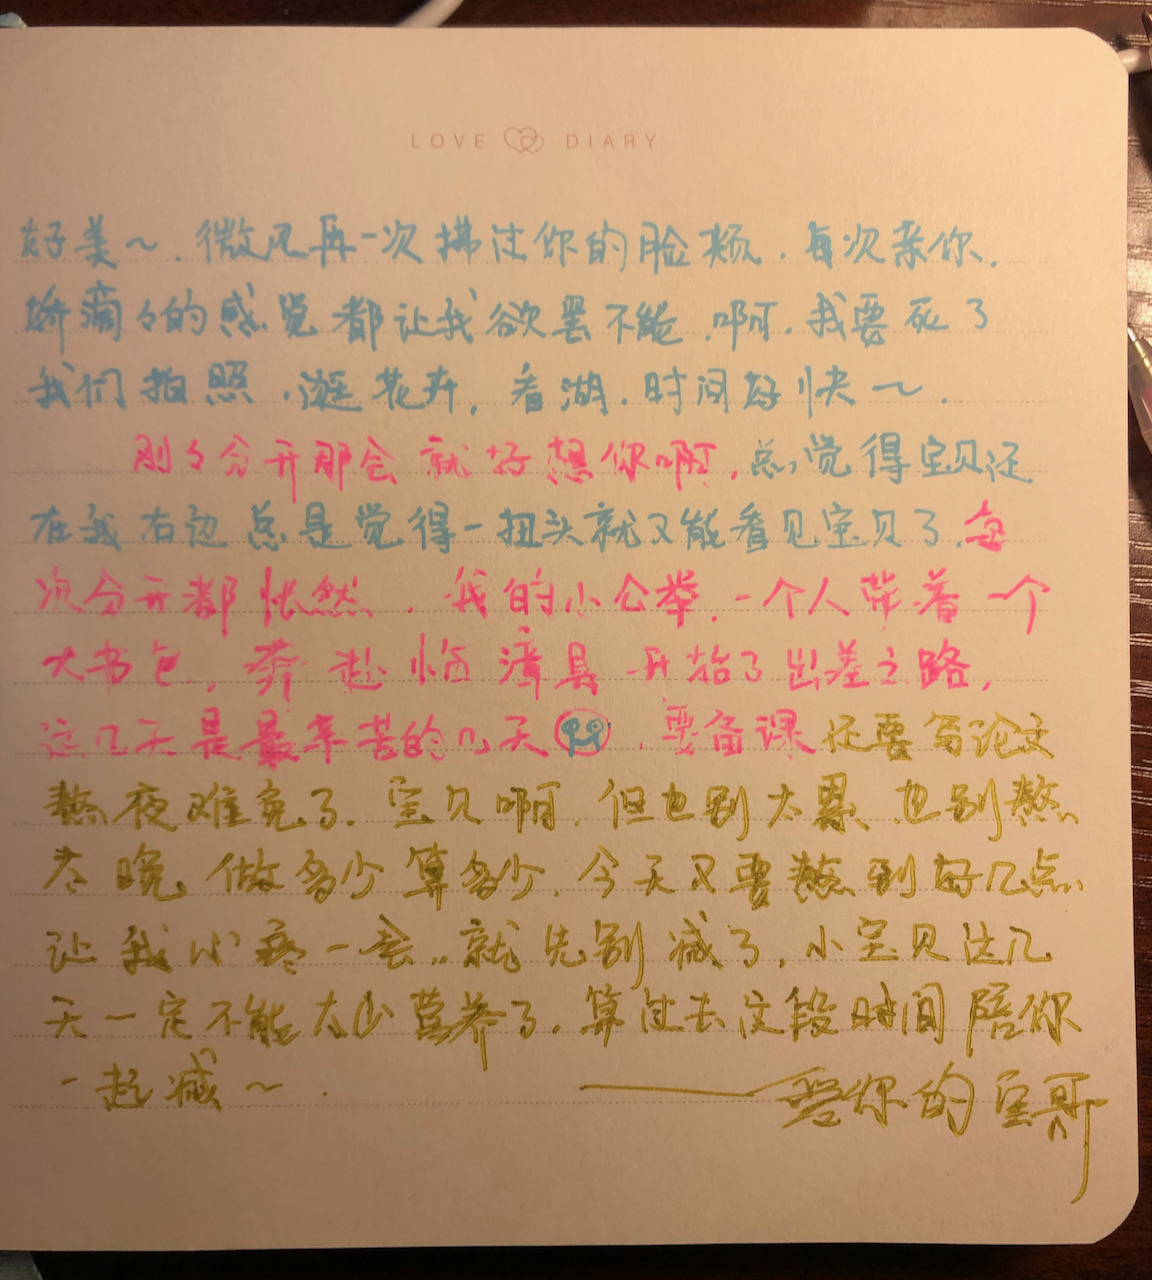 LOVE DIARY
好美~.微风再一次拂过你的脸颊.每次亲你.
娇滴々的感觉都让我欲罢不能.啊.我要死了
我们拍照.逛花卉,看湖.时间好快~.
刚々分开那会就好想你啊,总觉得宝贝还
在我右边总是觉得一扭头就又能看见宝贝了.每
次分开都怅然.我的小公举.一个人带着一个
大书包,奔赴临漳县开始了出差之路,
这几天是最辛苦的几天.要备课还要写论文
熬夜难免了.宝贝啊.但也别太累也别熬
太晚做多少算多少.今天又要熬到好几点
让我心疼一会..就先别减了,小宝贝这几
天一定不能太少营养了.算过去这段时间陪你
一起减~.
——爱你的宝哥